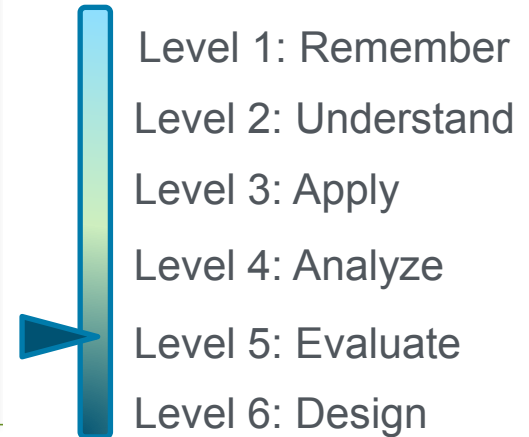 Level 1: Remember
Level 2: Understand
Level 3: Apply
Level 4: Analyze
Level 5: Evaluate
Level 6: Design